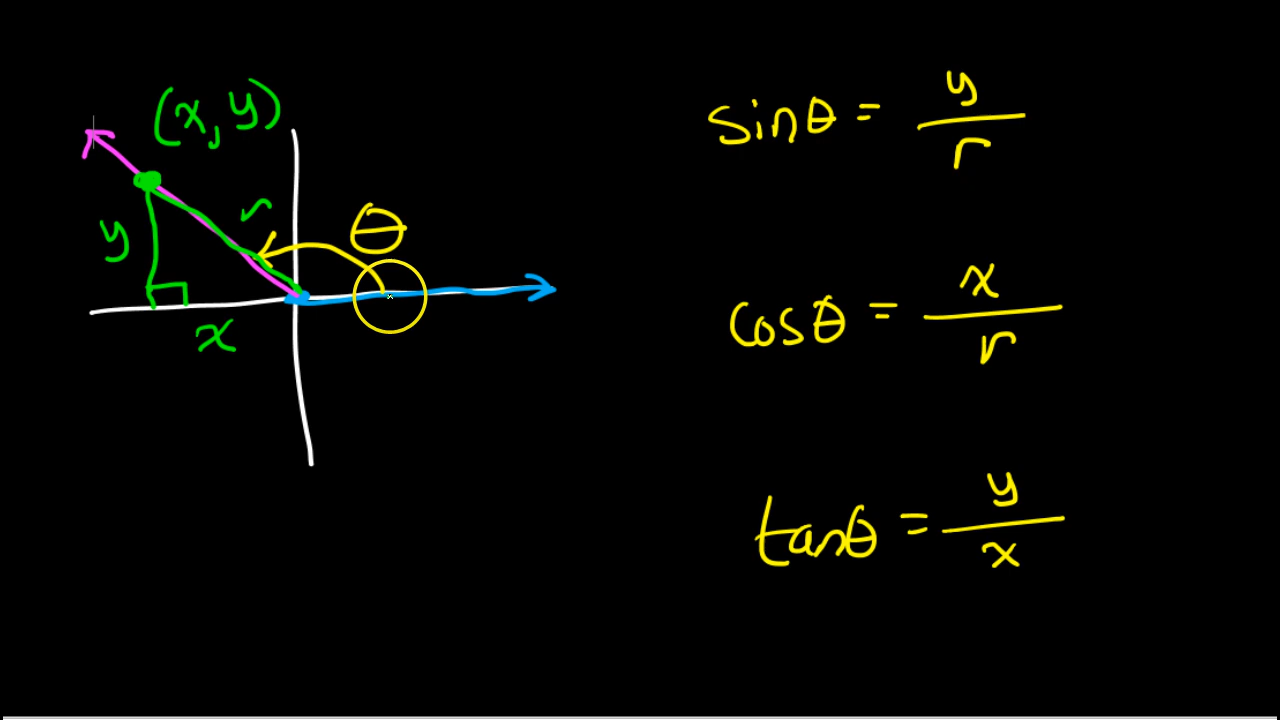 (x, y)
r
θ
y
x
sinθ = y/r
cosθ = x/r
tanθ = y/x